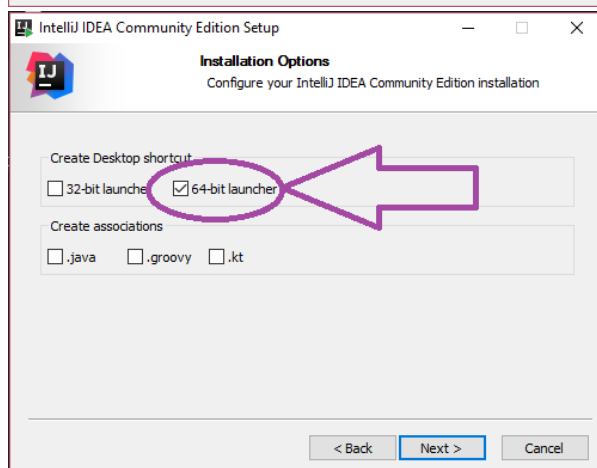 IntelliJ IDEA Community Edition Setup
IJ
Installation Options
Configure your IntelliJ IDEA Community Edition installation
Create Desktop shortcut
32-bit launche 64-bit launcher
Create associations
.java .groovy .kt
< Back Next > Cancel